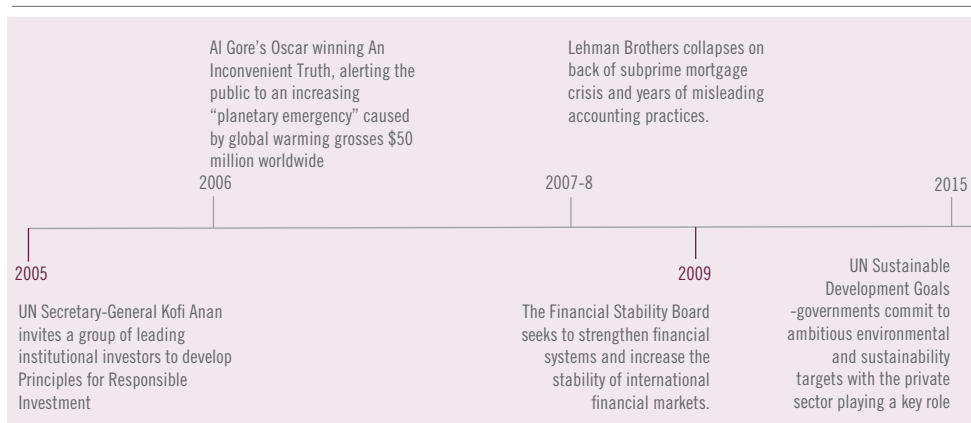 Al Gore's Oscar winning An
Inconvenient Truth, alerting the
public to an increasing
“planetary emergency” caused
by global warming grosses $50
million worldwide
2006
Lehman Brothers collapses on
back of subprime mortgage
crisis and years of misleading
accounting practices.
2007-8
2015
2005
UN Secretary-General Kofi Anan
invites a group of leading
institutional investors to develop
Principles for Responsible
Investment
2009
The Financial Stability Board
seeks to strengthen financial
systems and increase the
stability of international
financial markets.
UN Sustainable
Development Goals
-governments commit to
ambitious environmental
and sustainability
targets with the private
sector playing a key role